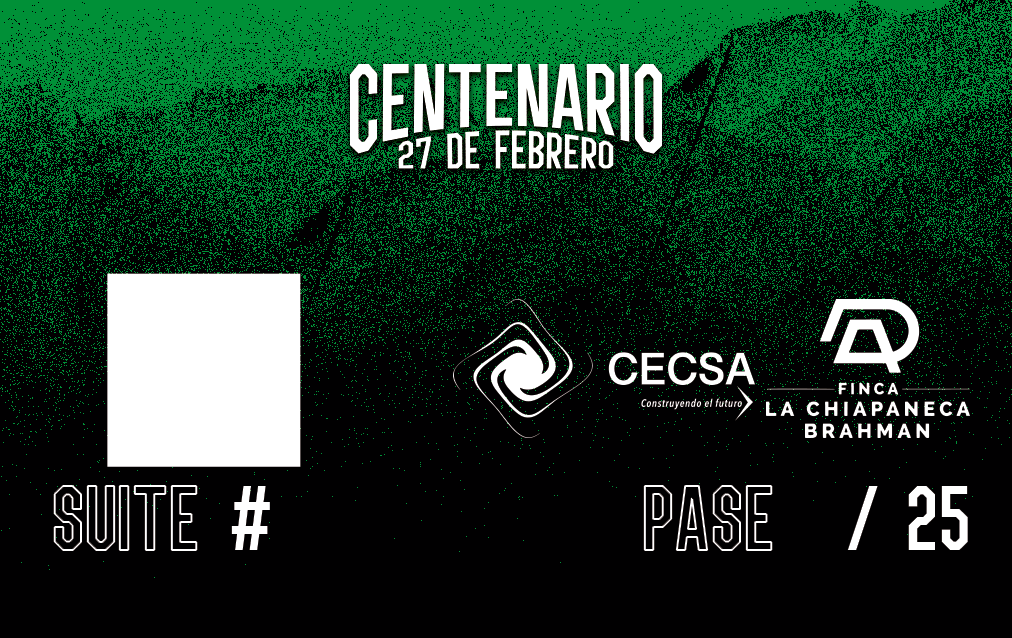 CENTENARIO
27 DE FEBRERO
CECSA
Construyendo el futuro
FINCA
LA CHIAPANECA
BRAHMAN
SUITE #
PASE / 25